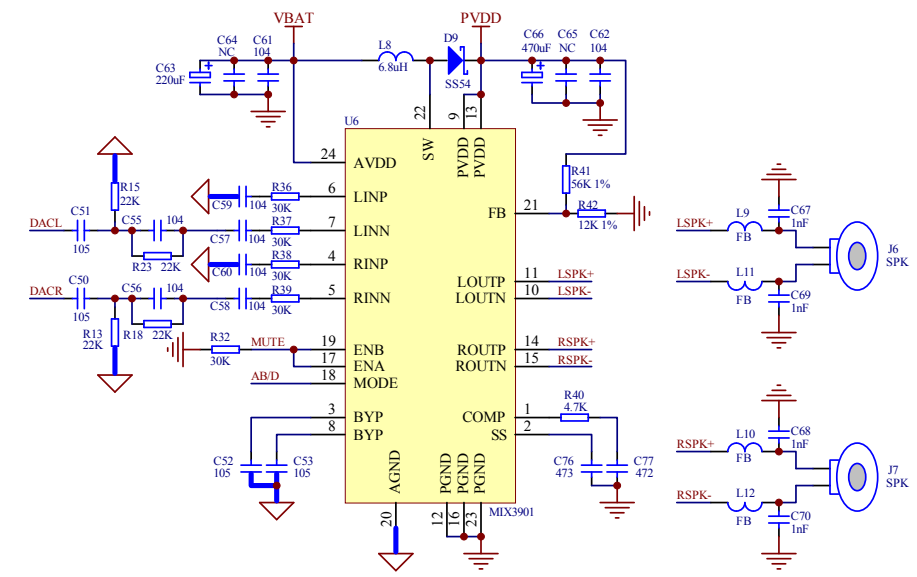 VBAT
PVDD
C64
NC
C61
104
C63
220uF
L8
6.8uH
D9
SS54
C66
470uF
C65
NC
C62
104
U6
22
9
13
SW
PVDD
PVDD
24
AVDD
R41
56K 1%
R42
12K 1%
21
FB
R15
22K
6
LINP
C59
104
R36
30K
DACL
C51
105
C55
104
R23
22K
7
LINN
C57
104
R37
30K
4
RINP
C60
104
R38
30K
DACR
C50
105
C56
104
R18
22K
5
RINN
C58
104
R39
30K
R13
22K
R32
30K
MUTE
19
ENB
17
ENA
AB/D
18
MODE
11
LOUTP
LSPK+
10
LOUTN
LSPK-
14
ROUTP
RSPK+
15
ROUTN
RSPK-
3
BYP
8
BYP
C52
105
C53
105
1
COMP
2
SS
R40
4.7K
C76
473
C77
472
AGND
PGND
PGND
PGND
20
12
16
23
MIX3901
LSPK+
L9
FB
C67
1nF
LSPK-
L11
FB
C69
1nF
J6
SPK
RSPK+
L10
FB
C68
1nF
RSPK-
L12
FB
C70
1nF
J7
SPK